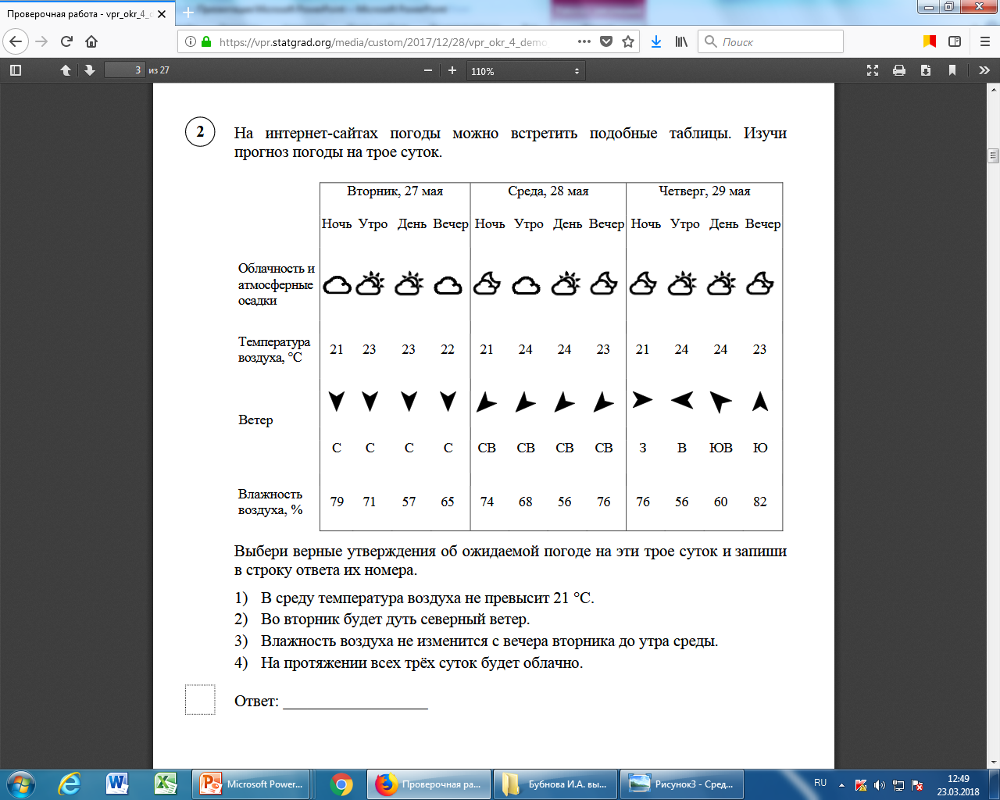 Проверочная работа - vpr_okr_4_d
https://vpr.statgrad.org/media/custom/2017/12/28/vpr_okr_4_demo
Поиск
3 из 27
110%
2
На интернет-сайтах погоды можно встретить подобные таблицы. Изучи
прогноз погоды на трое суток.
Вторник, 27 мая Среда, 28 мая Четверг, 29 мая
Ночь Утро День Вечер Ночь Утро День Вечер Ночь Утро День Вечер
Облачность и
атмосферные
осадки
Температура
воздуха, °C
21 23 23 22 21 24 24 23 21 24 24 23
Ветер
С С С С СВ СВ СВ СВ З В ЮВ Ю
Влажность
воздуха, %
79 71 57 65 74 68 56 76 76 56 60 82
Выбери верные утверждения об ожидаемой погоде на эти трое суток и запиши
в строку ответа их номера.
1) В среду температура воздуха не превысит 21 °C.
2) Во вторник будет дуть северный ветер.
3) Влажность воздуха не изменится с вечера вторника до утра среды.
4) На протяжении всех трёх суток будет облачно.
Ответ: ___________________
Microsoft Power...
Проверочная ра...
Бубнова И.А. вы...
Рисунок3 - Сред...
RU
12:49
23.03.2018